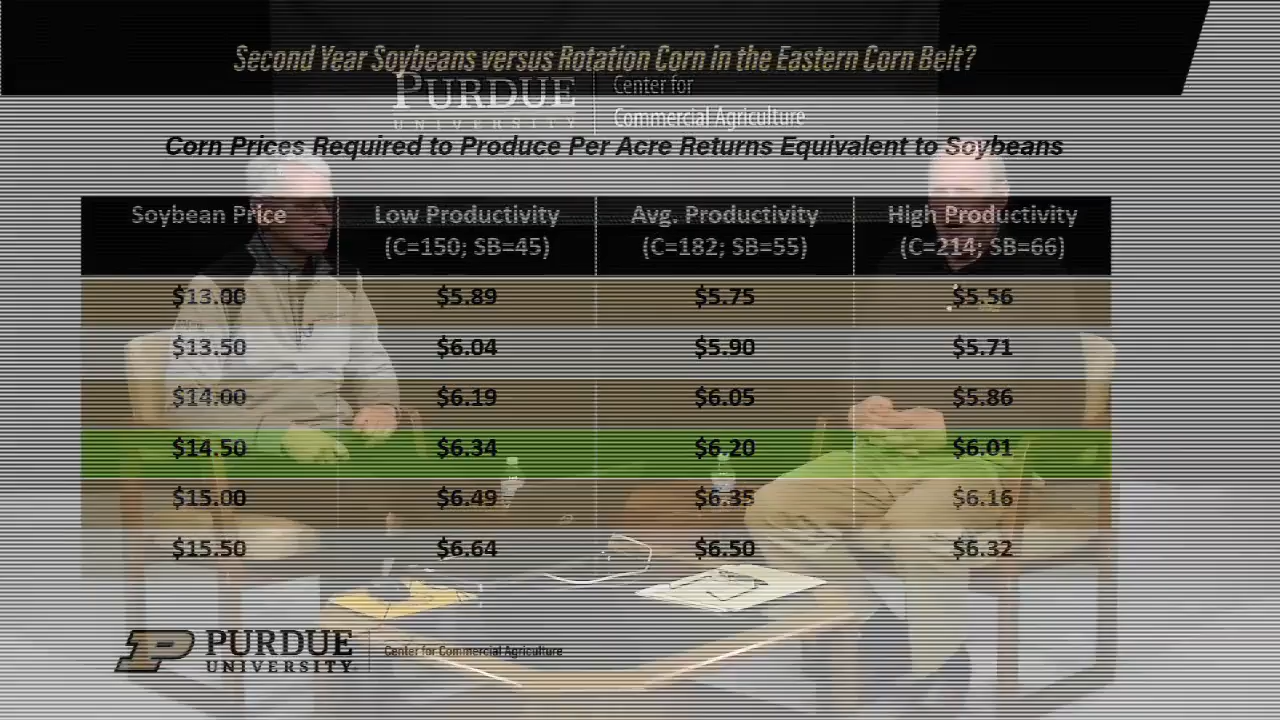 Second Year Soybeans versus Rotation Corn in the Eastern Corn Belt?
PURDUE
UNIVERSITY
Center for
Commercial Agriculture
Corn Prices Required to Produce Per Acre Returns Equivalent to Soybeans
Soybean Price Low Productivity Avg. Productivity High Productivity
(C=150; SB=45) (C=182; SB=55) (C=214; SB=66)
$13.00 $5.89 $5.75 $5.56
$13.50 $6.04 $5.90 $5.71
$14.00 $6.19 $6.05 $5.86
$14.50 $6.34 $6.20 $6.01
$15.00 $6.49 $6.35 $6.16
$15.50 $6.64 $6.50 $6.32
PURDUE
UNIVERSITY
Center for Commercial Agriculture